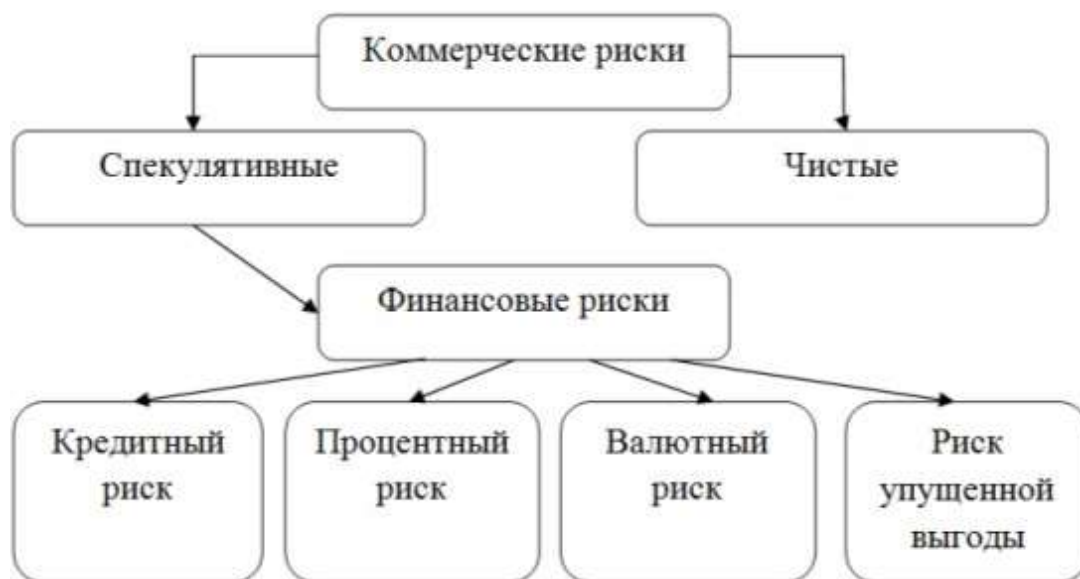 Коммерческие риски
Спекулятивные
Чистые
Финансовые риски
Кредитный
риск
Процентный
риск
Валютный
риск
Риск
упущенной
выгоды